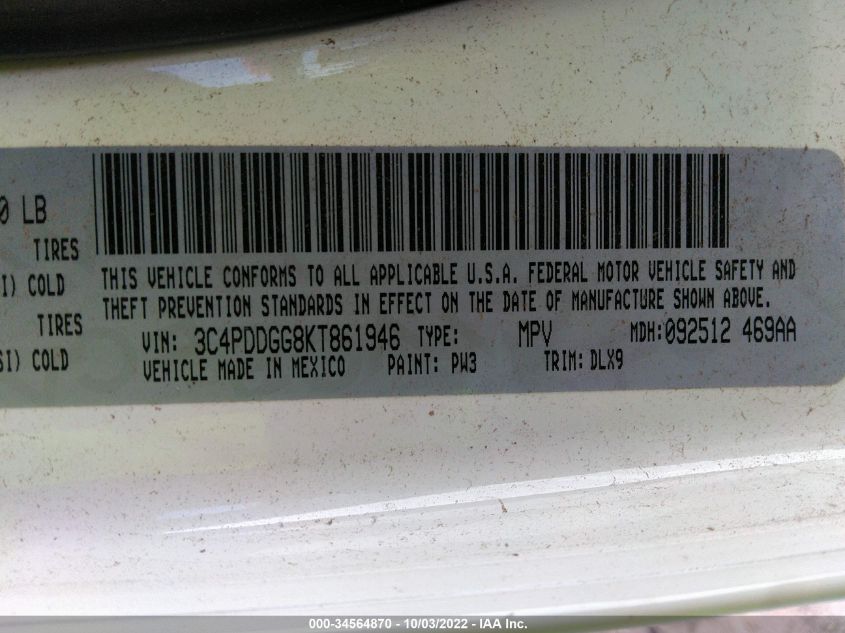 0 LB
TIRES
I) COLD
TIRES
SI) COLD
THIS VEHICLE CONFORMS TO ALL APPLICABLE U.S.A. FEDERAL MOTOR VEHICLE SAFETY AND
THEFT PREVENTION STANDARDS IN EFFECT ON THE DATE OF MANUFACTURE SHOWN ABOVE.
VIN: 3C4PDDGG8KT861946 TYPE: MPV MDH:092512 469AA
VEHICLE MADE IN MEXICO PAINT: PW3 TRIM: DLX9
000-34564870 - 10/03/2022 - IAA Inc.